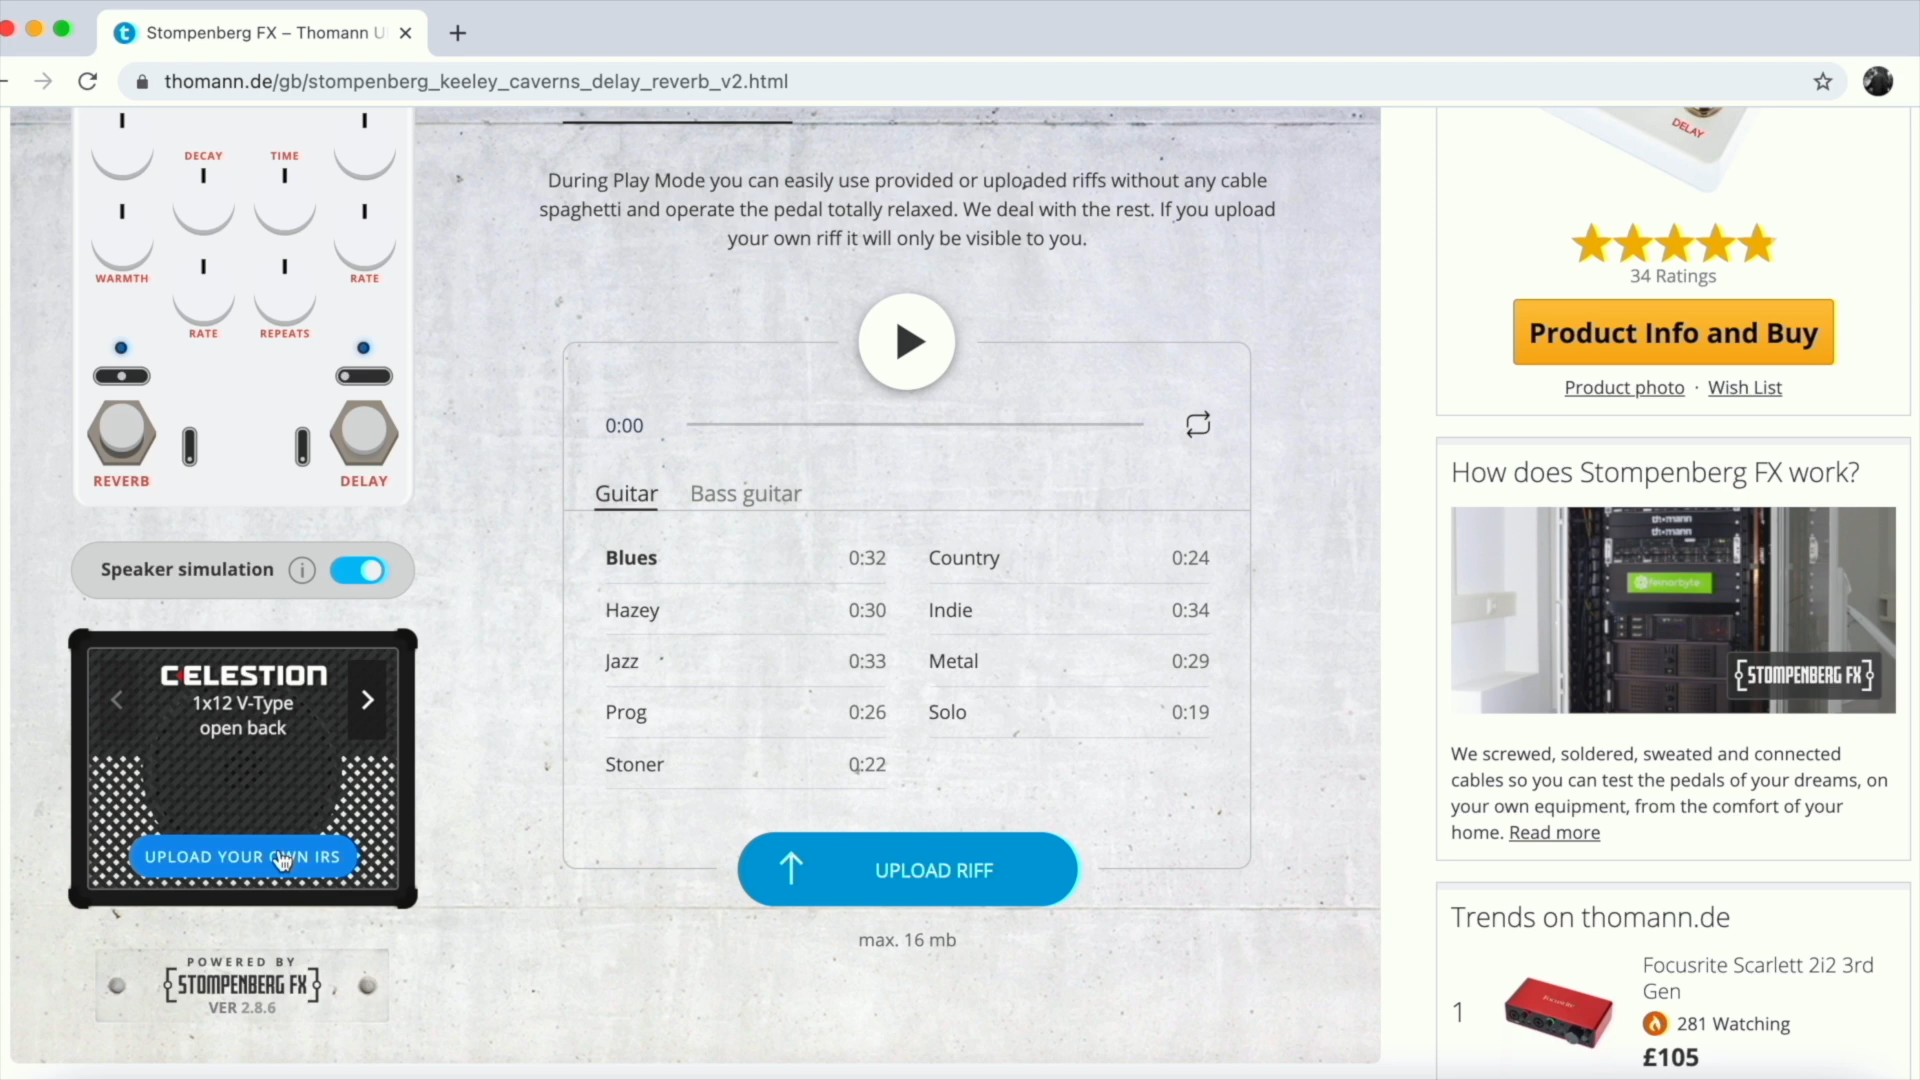 Stompenberg FX – Thomann U
thomann.de/gb/stompenberg_keeley_caverns_delay_reverb_v2.html
DECAY
TIME
WARMTH
RATE
RATE
REPEATS
REVERB
DELAY
Speaker simulation
i
CELESTION
1x12 V-Type
open back
UPLOAD YOUR OWN IRS
POWERED BY
STOMPENBERG FX
VER 2.8.6
During Play Mode you can easily use provided or uploaded riffs without any cable
spaghetti and operate the pedal totally relaxed. We deal with the rest. If you upload
your own riff it will only be visible to you.
0:00
Guitar
Bass guitar
Blues 0:32
Country 0:24
Hazey 0:30
Indie 0:34
Jazz 0:33
Metal 0:29
Prog 0:26
Solo 0:19
Stoner 0:22
UPLOAD RIFF
max. 16 mb
DELAY
34 Ratings
Product Info and Buy
Product photo · Wish List
How does Stompenberg FX work?
th•mann
th•mann
feinarbyte
STOMPENBERG FX
We screwed, soldered, sweated and connected
cables so you can test the pedals of your dreams, on
your own equipment, from the comfort of your
home. Read more
Trends on thomann.de
1
Focusrite Scarlett 2i2 3rd
Gen
281 Watching
£105